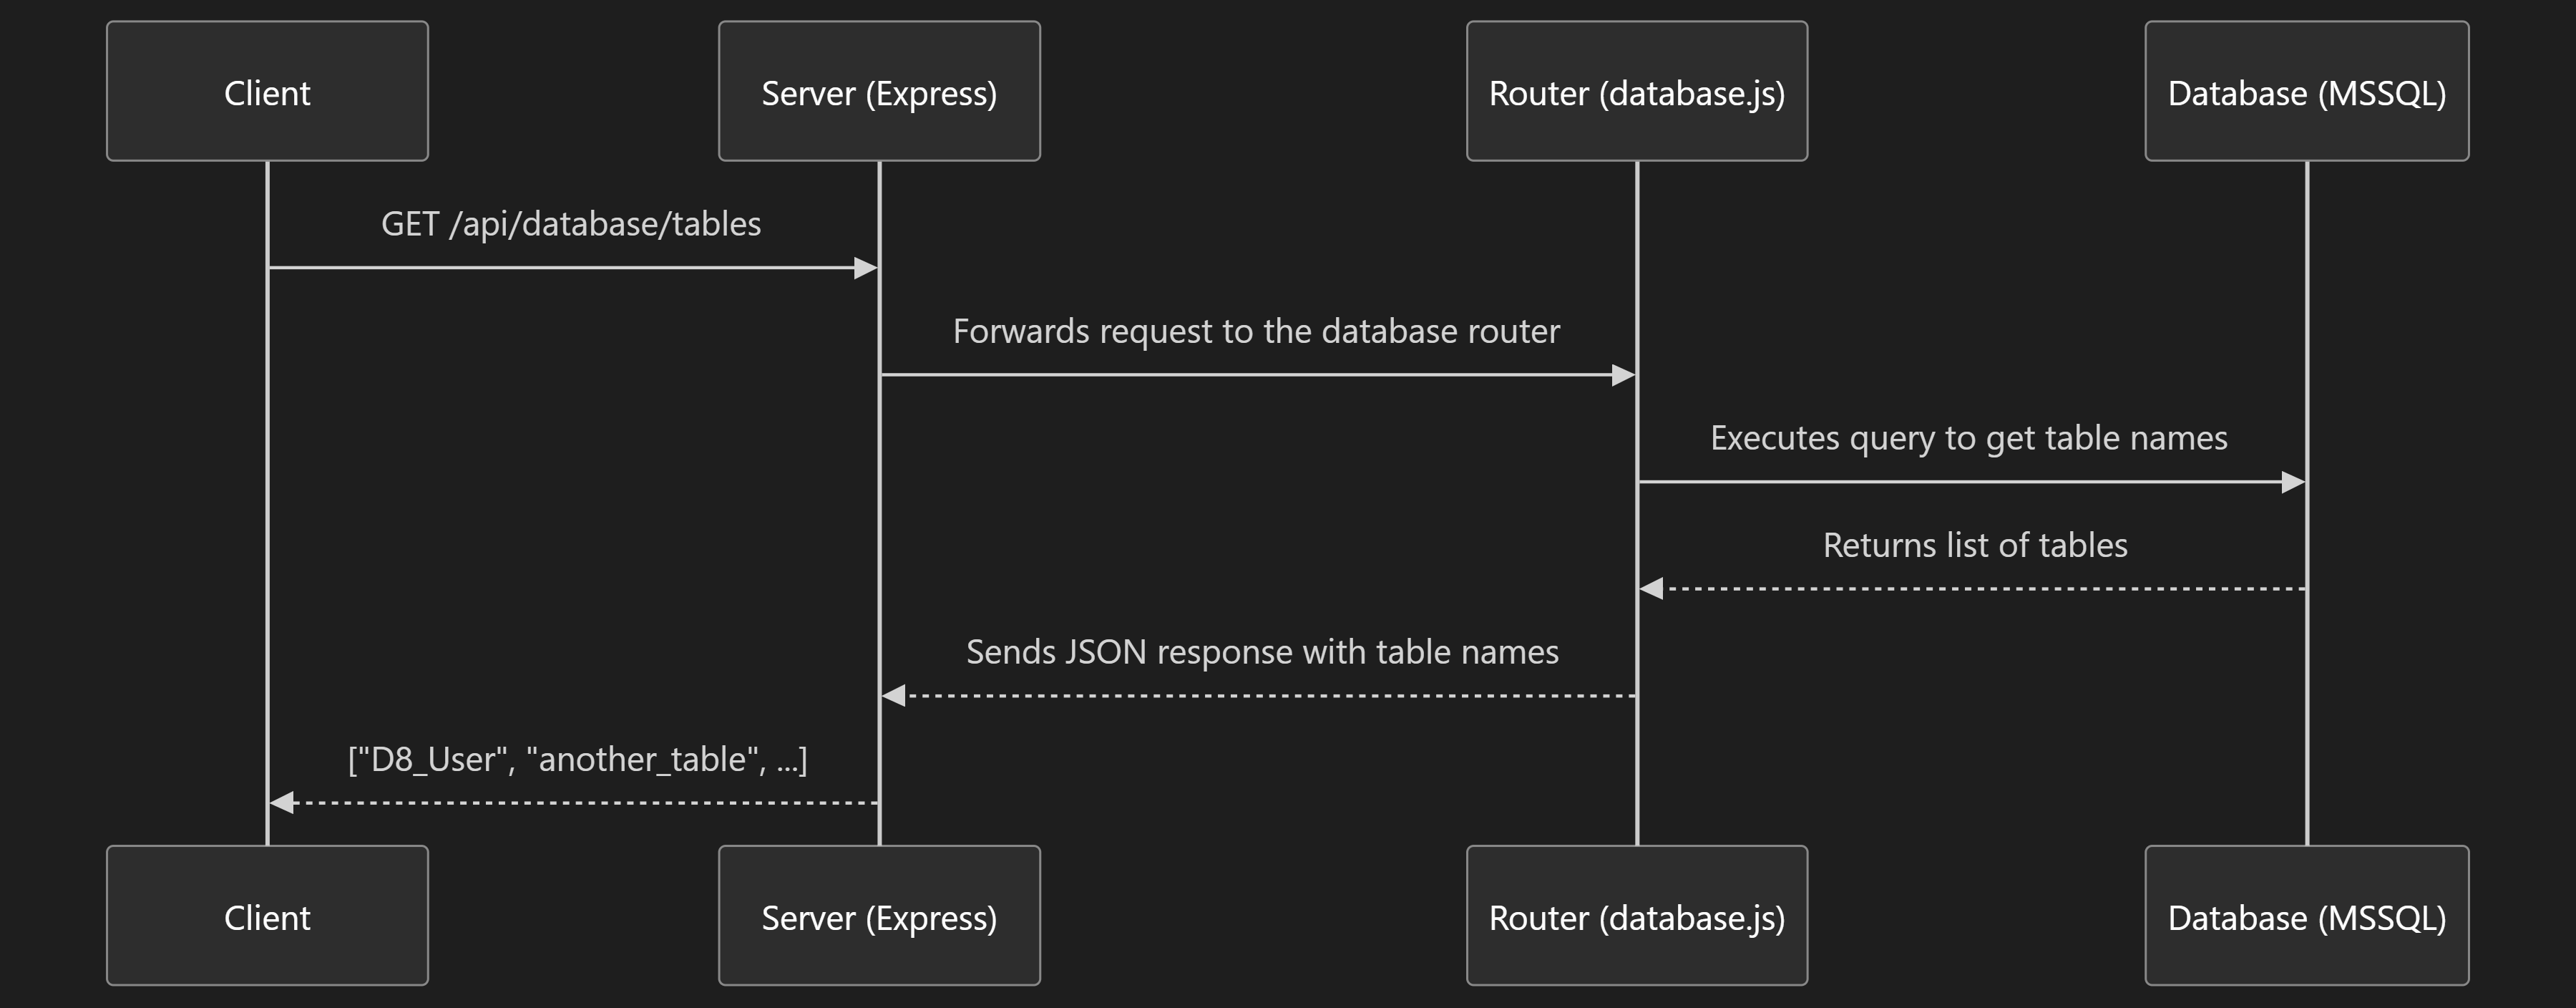 Client
Server (Express)
Router (database.js)
Database (MSSQL)
GET /api/database/tables
Forwards request to the database router
Executes query to get table names
Returns list of tables
Sends JSON response with table names
["D8_User", "another_table", ...]
Client
Server (Express)
Router (database.js)
Database (MSSQL)